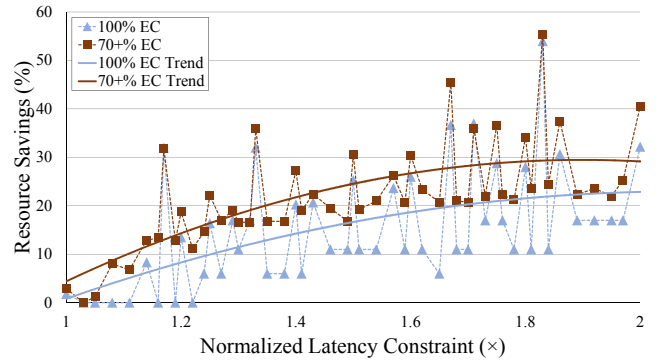 60
50
40
30
20
10
0
Resource Savings (%)
100% EC
70+% EC
100% EC Trend
70+% EC Trend
1 1.2 1.4 1.6 1.8 2
Normalized Latency Constraint (×)